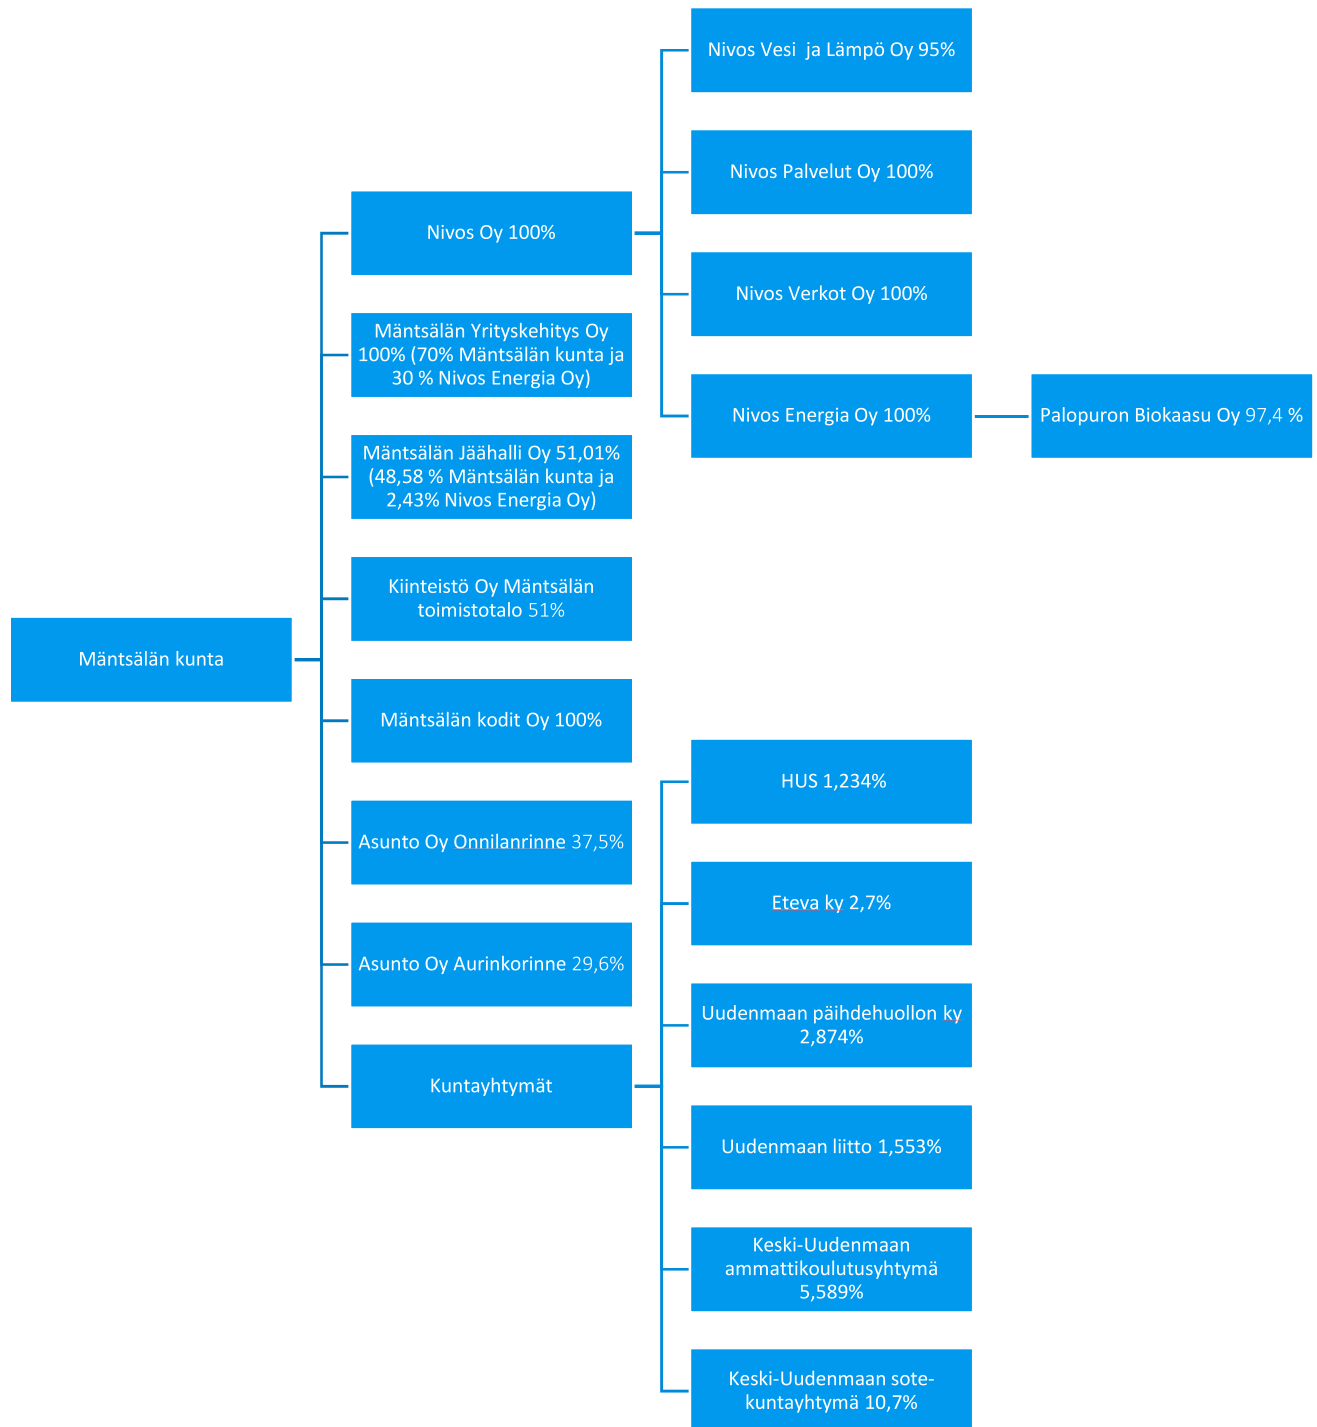 Mäntsälän kunta
Nivos Oy 100%
Nivos Vesi  ja Lämpö Oy 95%
Nivos Palvelut Oy 100%
Nivos Verkot Oy 100%
Nivos Energia Oy 100%
Palopuron Biokaasu Oy 97,4 %
Mäntsälän Yrityskehitys Oy
100% (70% Mäntsälän kunta ja
30 % Nivos Energia Oy)
Mäntsälän Jäähalli Oy 51,01%
(48,58 % Mäntsälän kunta ja
2,43% Nivos Energia Oy)
Kiinteistö Oy Mäntsälän
toimistotalo 51%
Mäntsälän kodit Oy 100%
Asunto Oy Onnilanrinne 37,5%
Asunto Oy Aurinkorinne 29,6%
Kuntayhtymät
HUS 1,234%
Eteva ky 2,7%
Uudenmaan päihdehuollon ky
2,874%
Uudenmaan liitto 1,553%
Keski-Uudenmaan
ammattikoulutusyhtymä
5,589%
Keski-Uudenmaan sote-
kuntayhtymä 10,7%